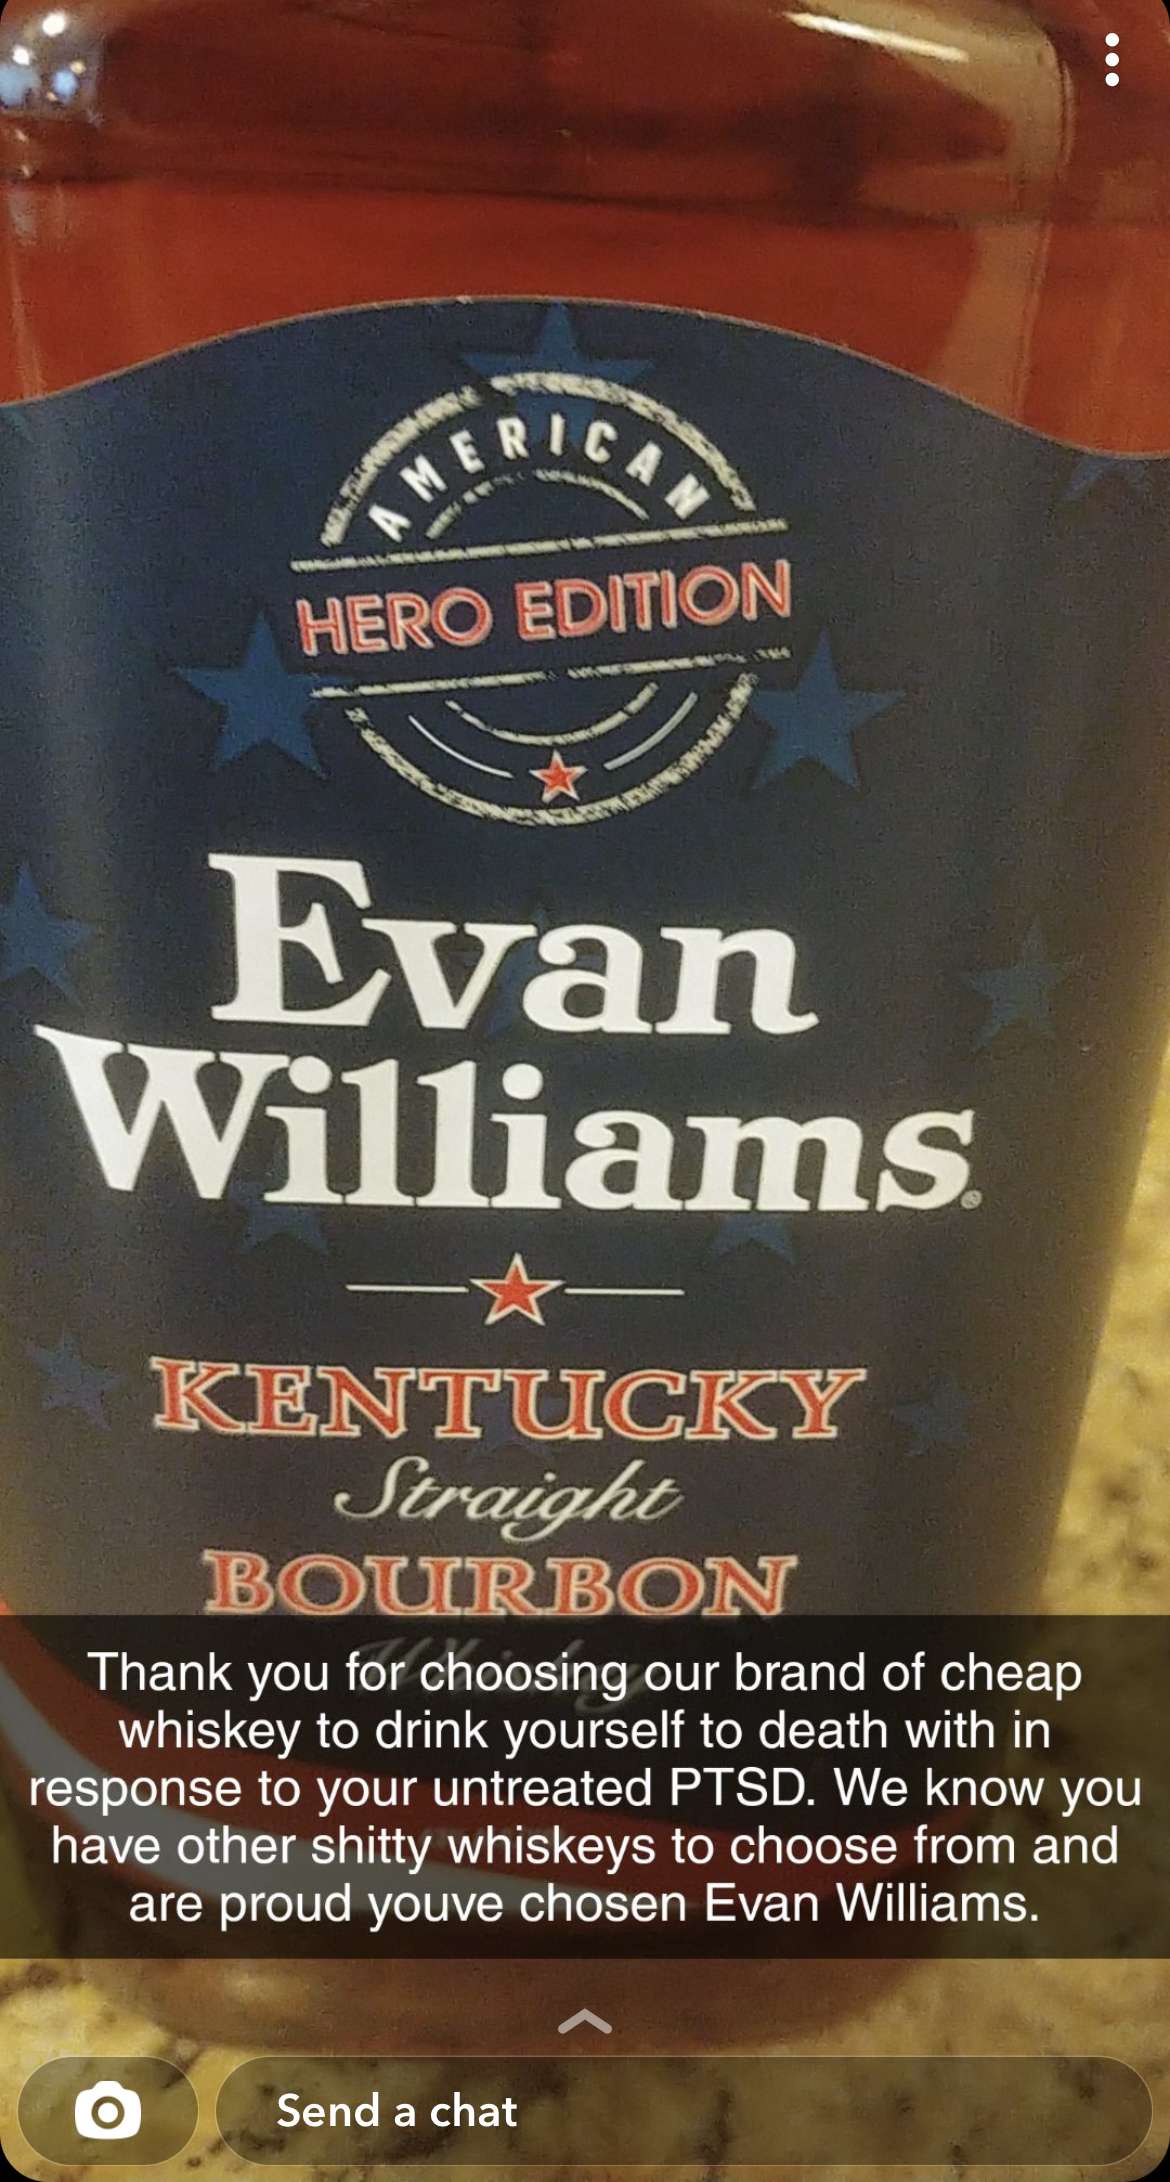 AMERICAN
HERO EDITION
Evan
Williams®
KENTUCKY
Straight
BOURBON
Whiskey
Thank you for choosing our brand of cheap
whiskey to drink yourself to death with in
response to your untreated PTSD. We know you
have other shitty whiskeys to choose from and
are proud youve chosen Evan Williams.
Send a chat